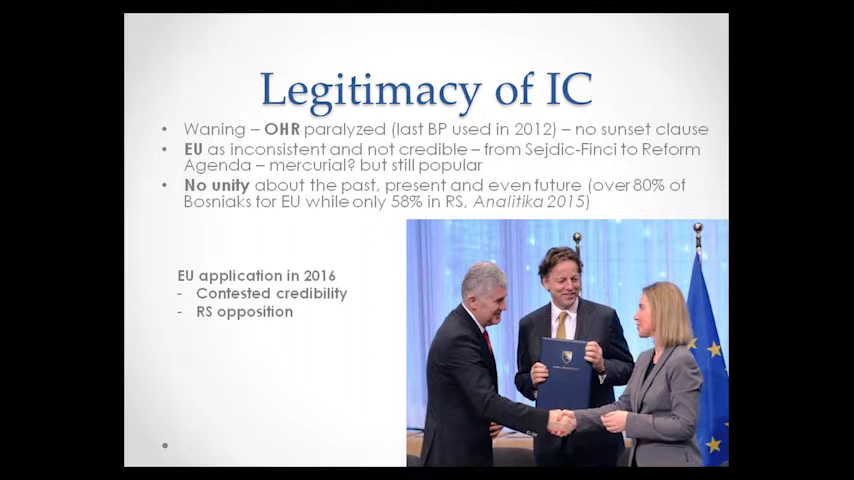 Legitimacy of IC
• Waning – OHR paralyzed (last BP used in 2012) – no sunset clause
• EU as inconsistent and not credible – from Sejdic-Finci to Reform
Agenda – mercurial? but still popular
• No unity about the past, present and even future (over 80% of
Bosniaks for EU while only 58% in RS, Analitika 2015)
EU application in 2016
- Contested credibility
- RS opposition